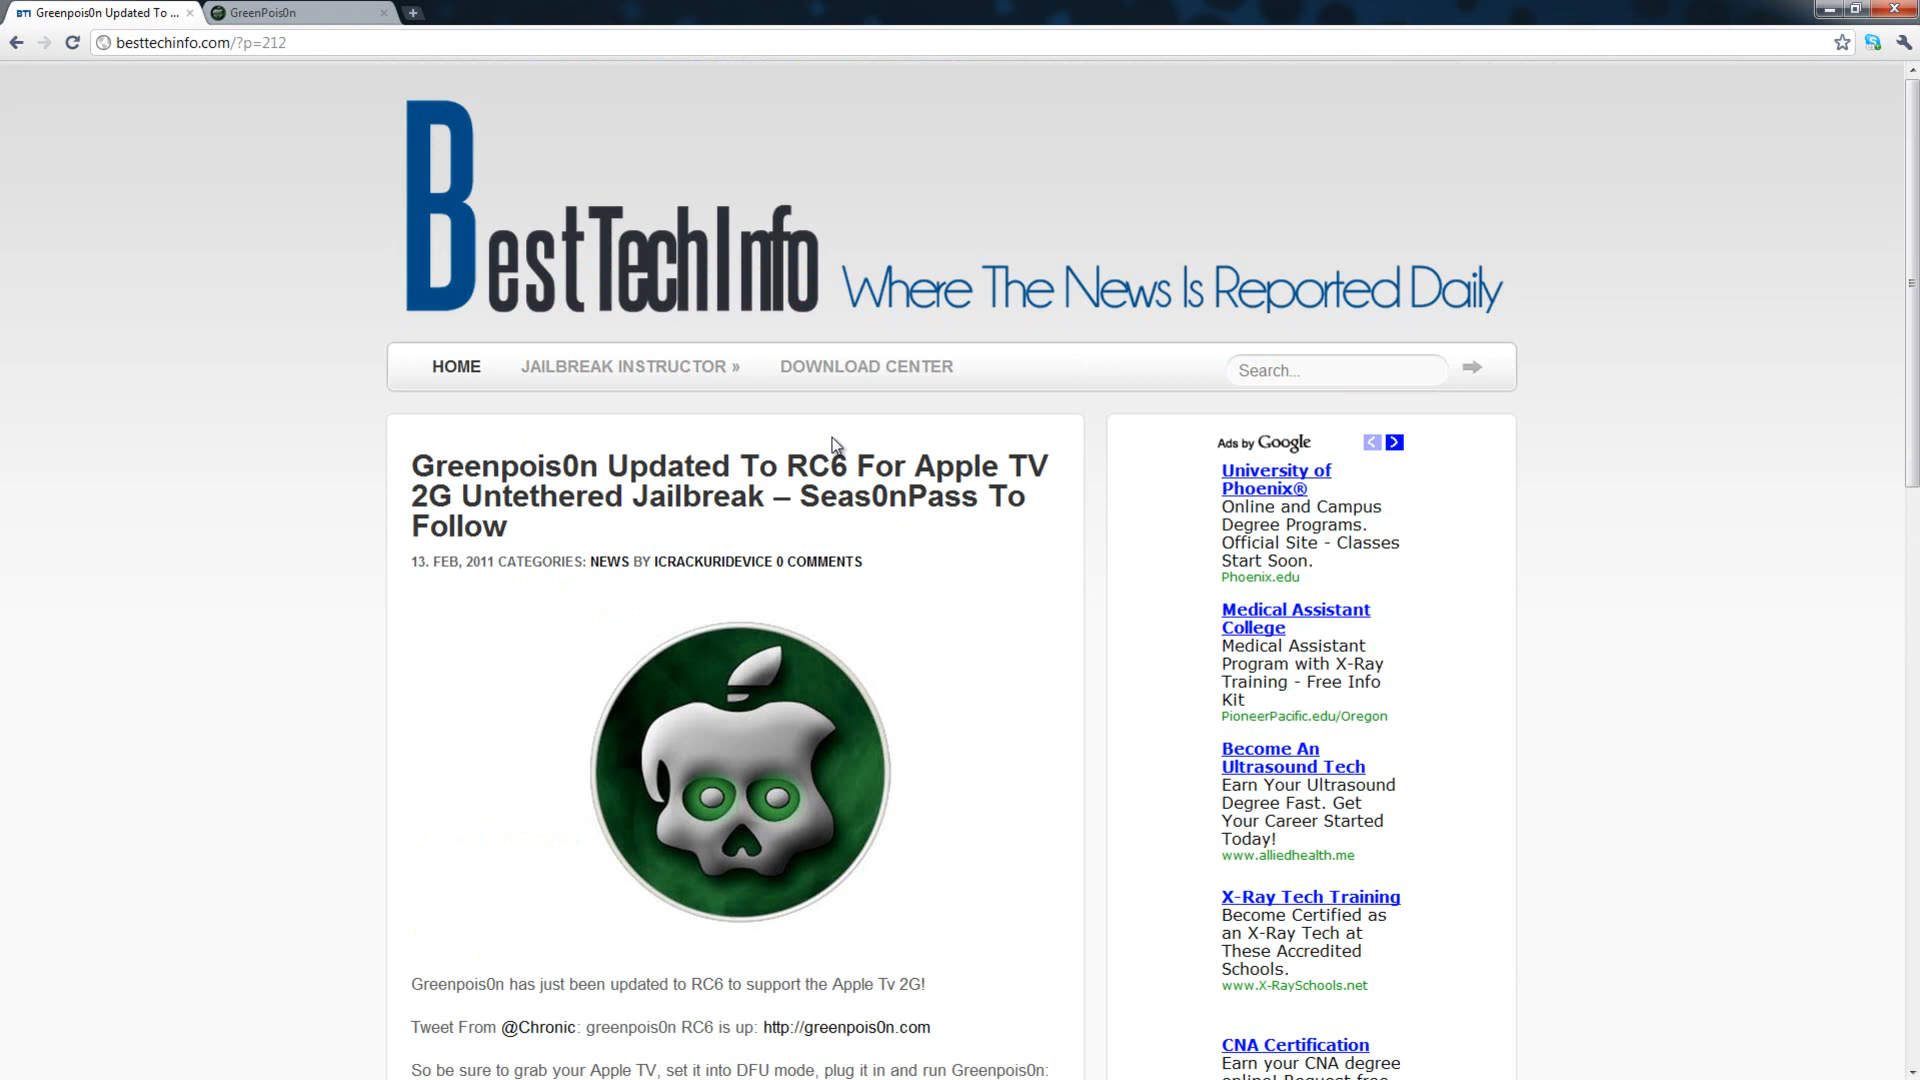 BTI Greenpois0n Updated To ...
GreenPois0n
besttechinfo.com/?p=212
BestTechInfo Where The News Is Reported Daily
HOME JAILBREAK INSTRUCTOR » DOWNLOAD CENTER Search...
Greenpois0n Updated To RC6 For Apple TV
2G Untethered Jailbreak – Seas0nPass To
Follow
13. FEB, 2011 CATEGORIES: NEWS BY ICRACKURIDEVICE 0 COMMENTS
Greenpois0n has just been updated to RC6 to support the Apple Tv 2G!
Tweet From @Chronic: greenpois0n RC6 is up: http://greenpois0n.com
So be sure to grab your Apple TV, set it into DFU mode, plug it in and run Greenpois0n:
Ads by Google
University of
Phoenix®
Online and Campus
Degree Programs.
Official Site - Classes
Start Soon.
Phoenix.edu
Medical Assistant
College
Medical Assistant
Program with X-Ray
Training - Free Info
Kit
PioneerPacific.edu/Oregon
Become An
Ultrasound Tech
Earn Your Ultrasound
Degree Fast. Get
Your Career Started
Today!
www.alliedhealth.me
X-Ray Tech Training
Become Certified as
an X-Ray Tech at
These Accredited
Schools.
www.X-RaySchools.net
CNA Certification
Earn your CNA degree
online! Request free